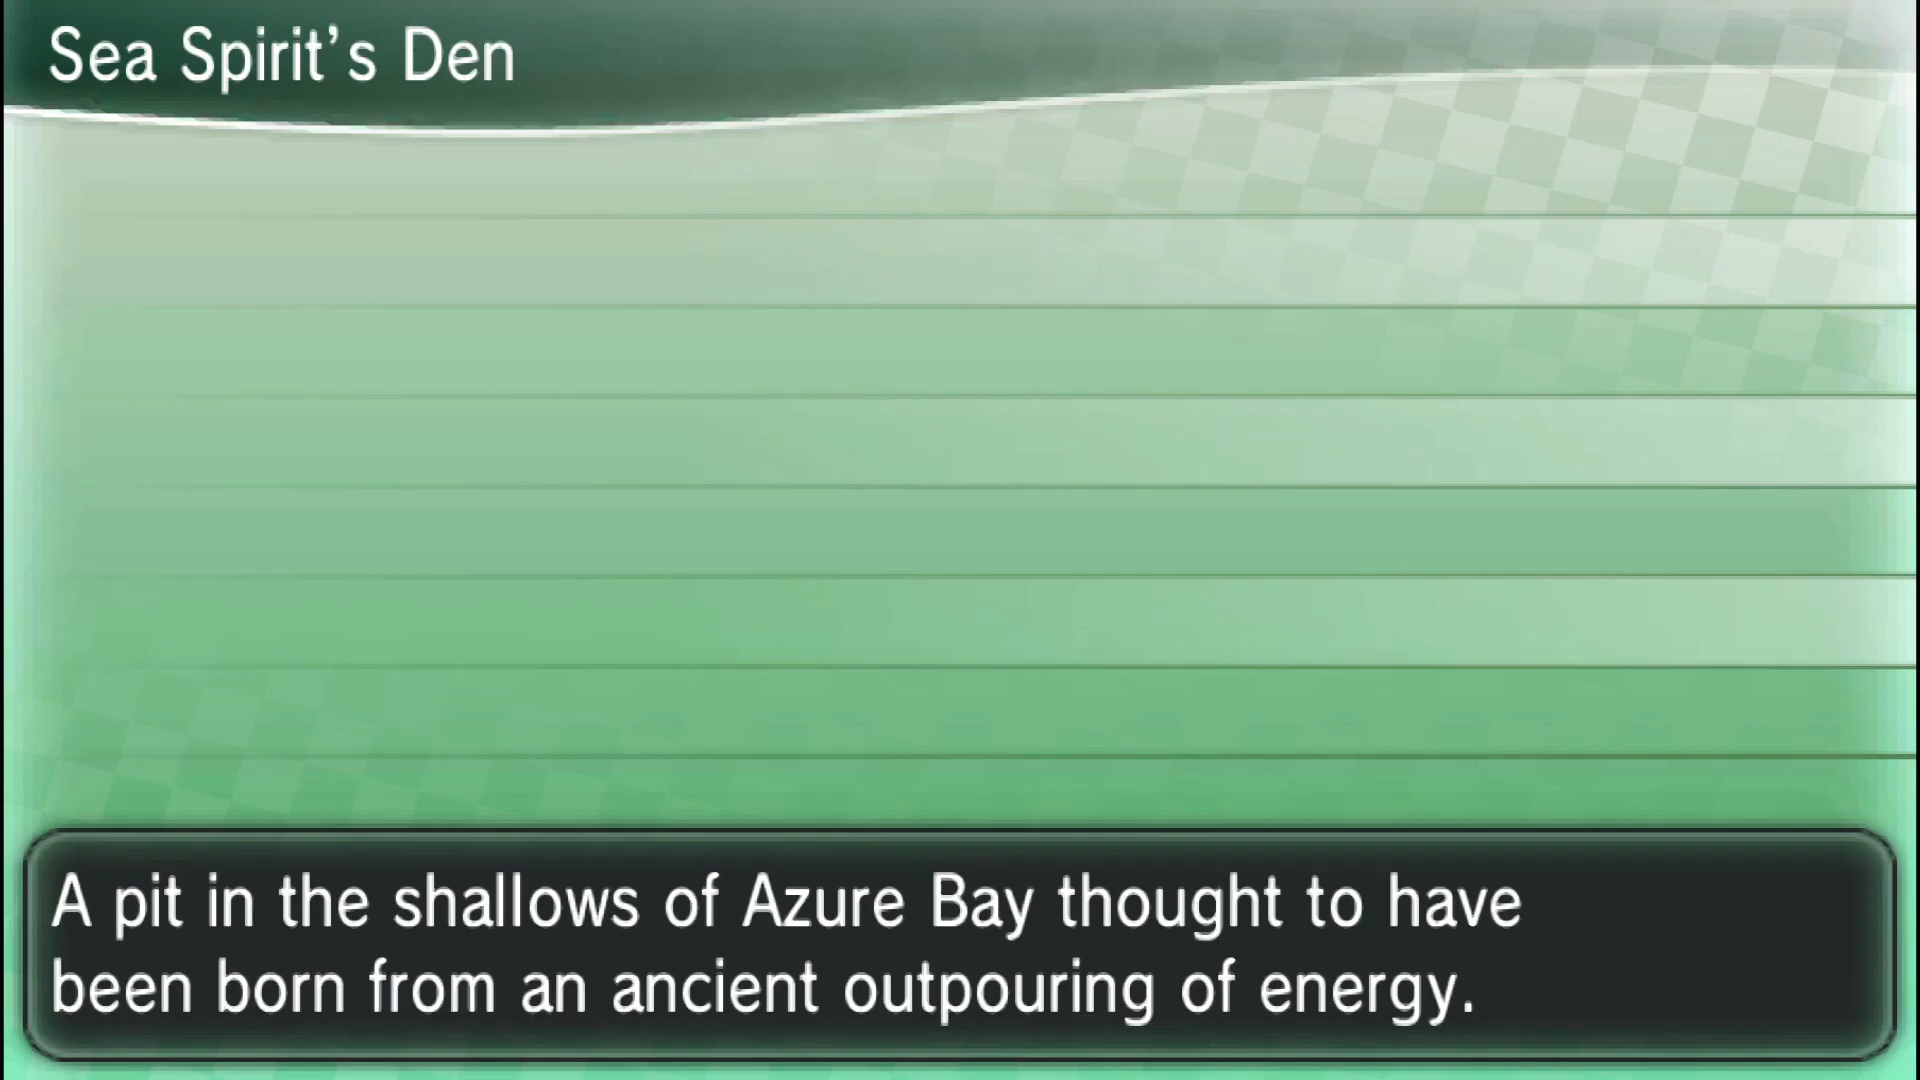 Sea Spirit’s Den
A pit in the shallows of Azure Bay thought to have
been born from an ancient outpouring of energy.